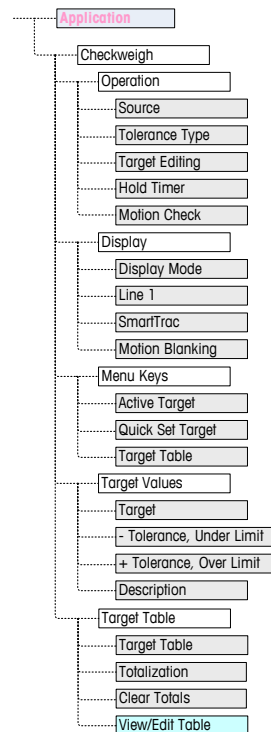 Application
Checkweigh
Operation
Source
Tolerance Type
Target Editing
Hold Timer
Motion Check
Display
Display Mode
Line 1
SmartTrac
Motion Blanking
Menu Keys
Active Target
Quick Set Target
Target Table
Target Values
Target
- Tolerance, Under Limit
+ Tolerance, Over Limit
Description
Target Table
Target Table
Totalization
Clear Totals
View/Edit Table